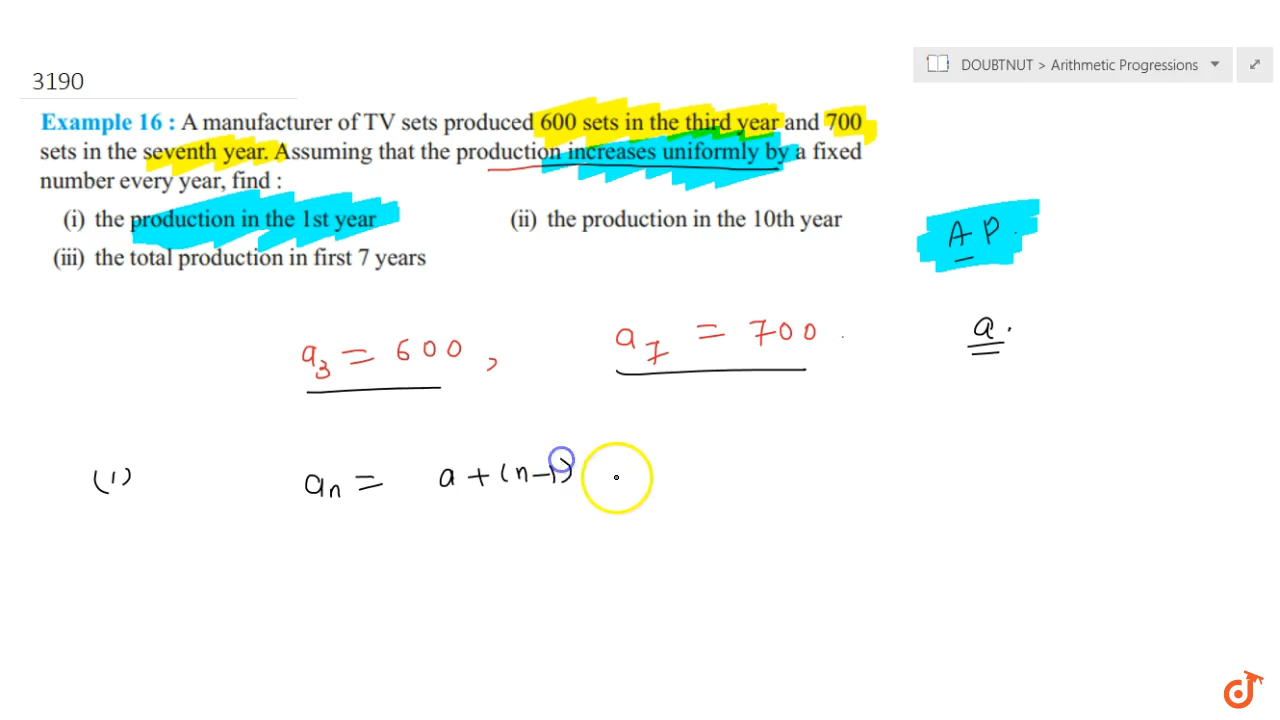 3190
DOUBTNUT > Arithmetic Progressions
Example 16 : A manufacturer of TV sets produced 600 sets in the third year and 700
sets in the seventh year. Assuming that the production increases uniformly by a fixed
number every year, find :
(i) the production in the 1st year (ii) the production in the 10th year
(iii) the total production in first 7 years
A P.
a₃ = 600, a₇ = 700. a.
(1) aₙ = a + (n-1)